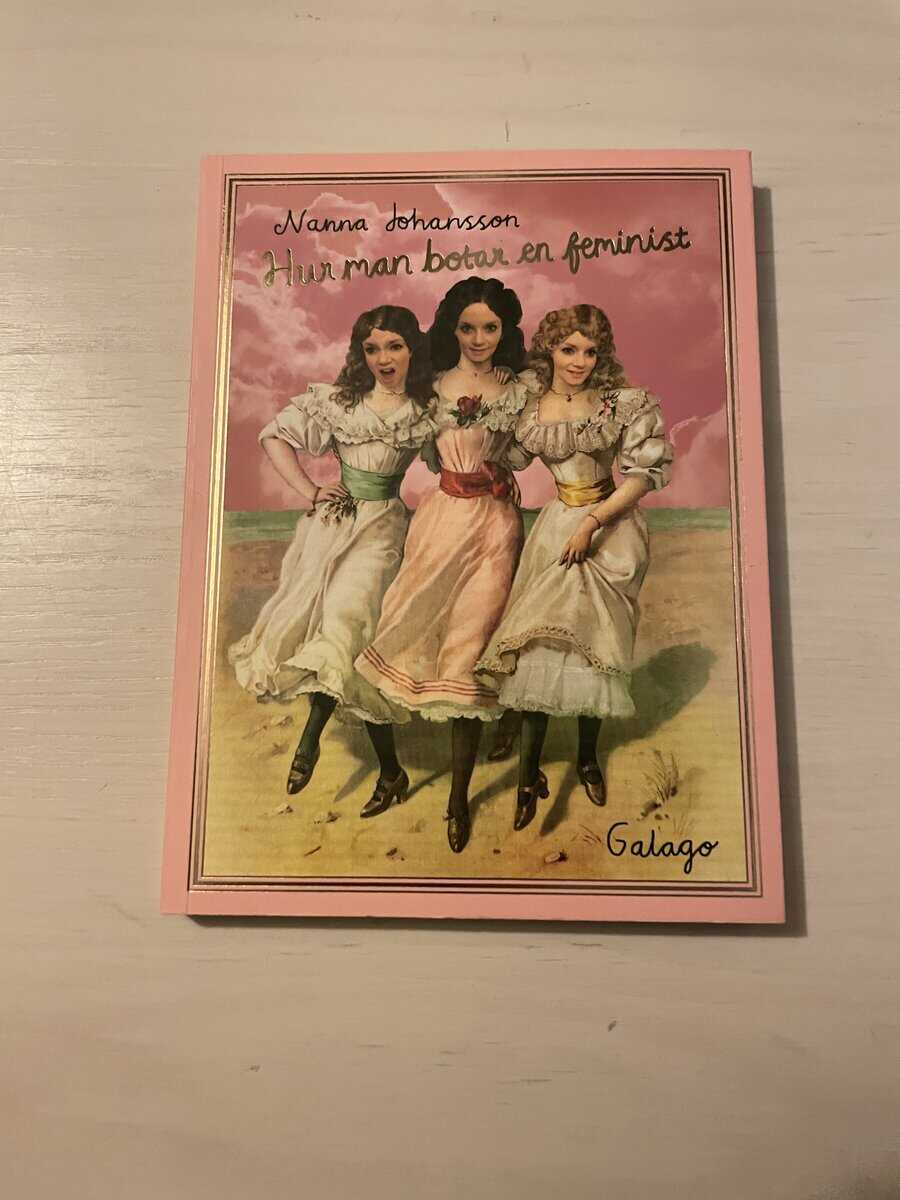 Nanna Johansson
Hur man botar en feminist
Galago